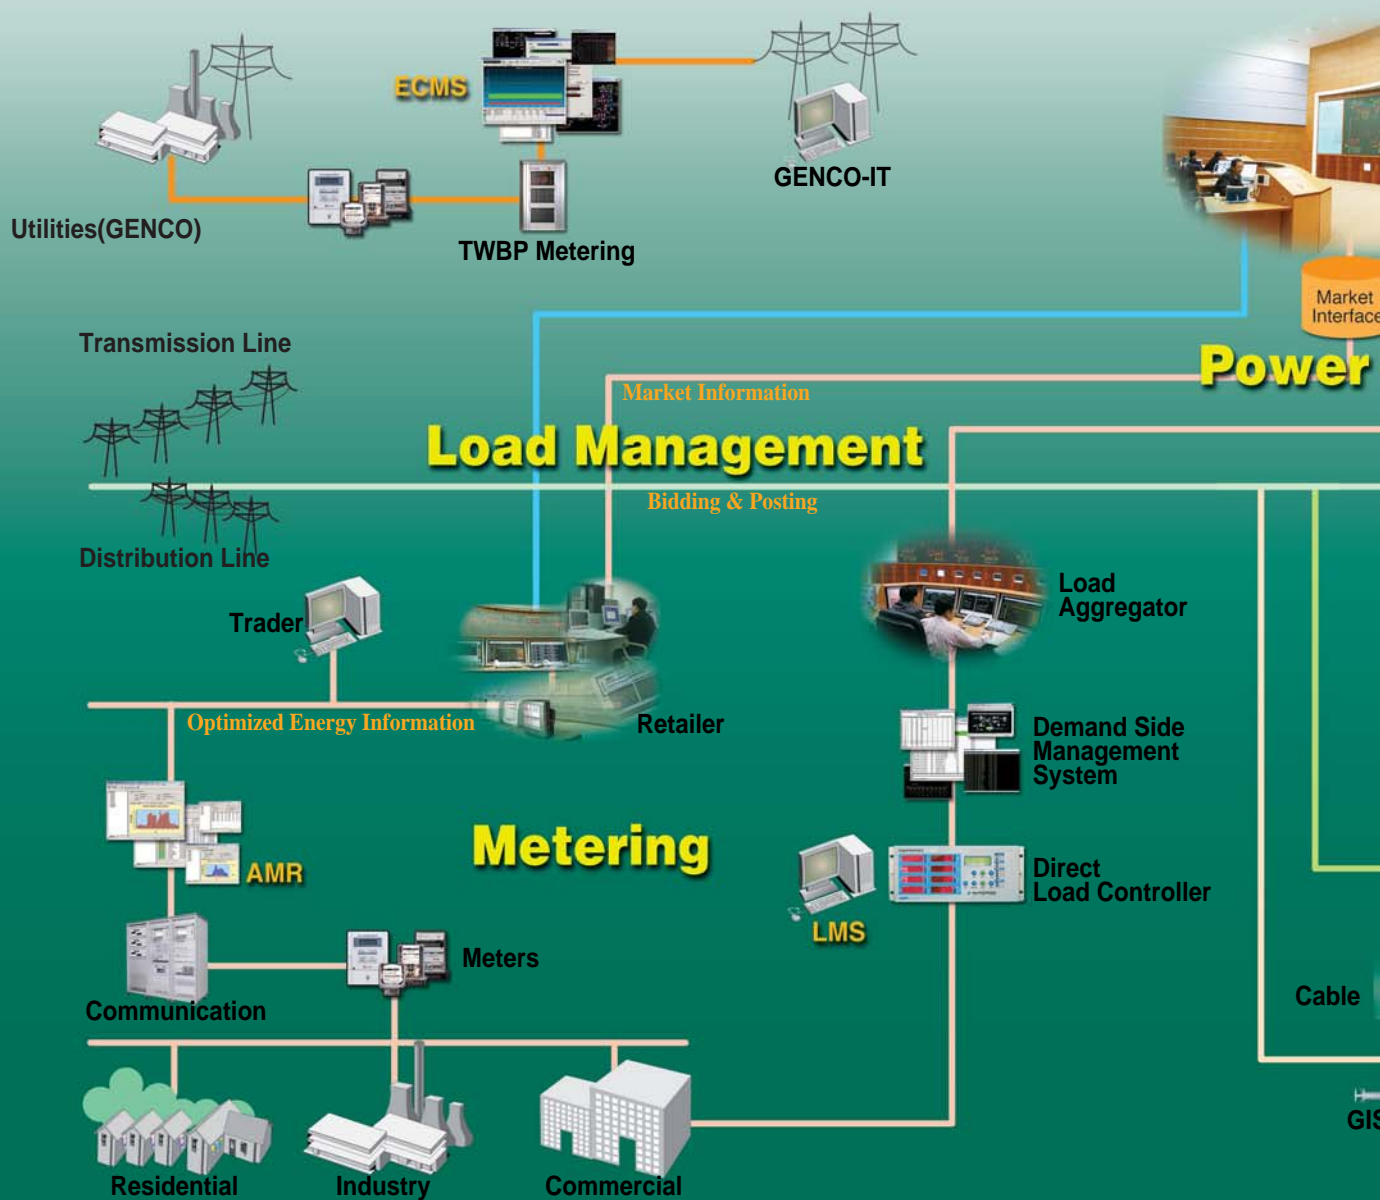 ECMS
GENCO-IT
Utilities(GENCO)
TWBP Metering
Market
Interface
Transmission Line
Power
Market Information
Load Management
Bidding & Posting
Distribution Line
Load
Aggregator
Trader
Optimized Energy Information
Retailer
Demand Side
Management
System
Metering
AMR
Direct
Load Controller
LMS
Meters
Cable
Communication
GIS
Residential
Industry
Commercial